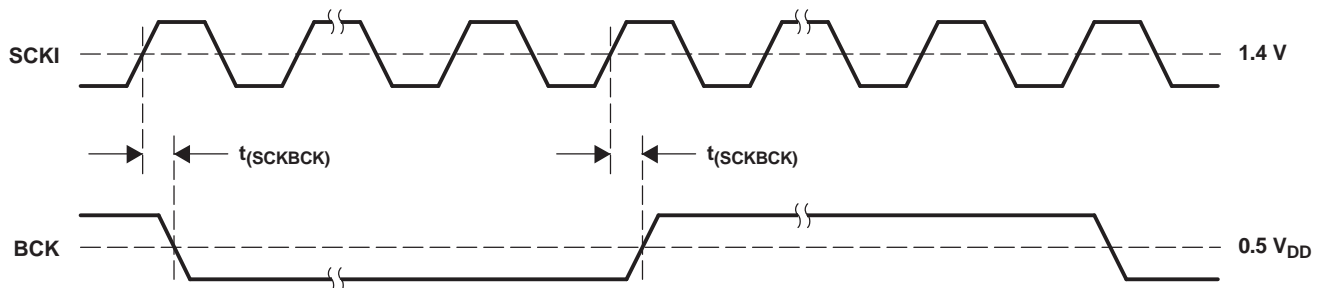 SCKI
1.4 V
t(SCKBCK)
t(SCKBCK)
BCK
0.5 VDD